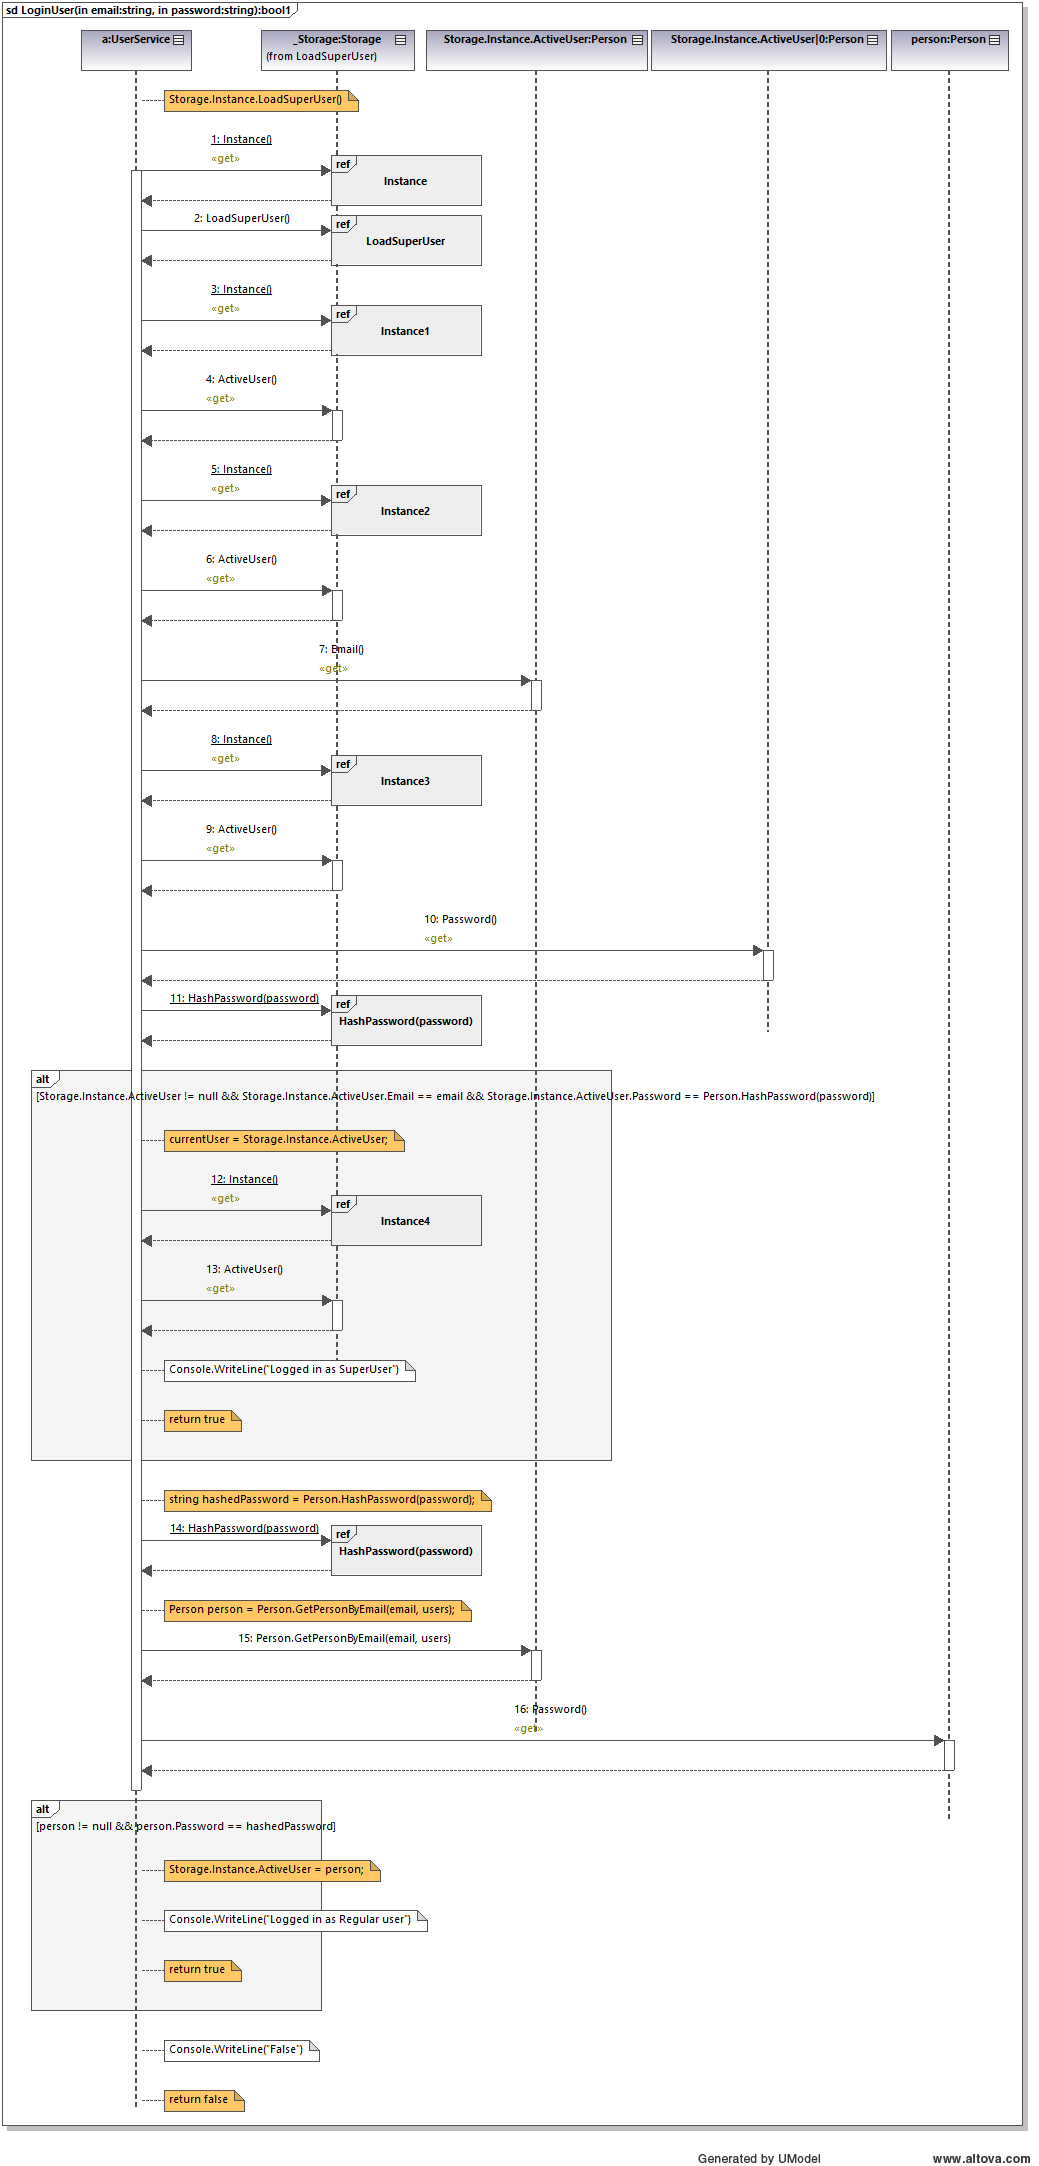 sd LoginUser(in email:string, in password:string):bool1
a:UserService
_Storage:Storage
(from LoadSuperUser)
Storage.Instance.ActiveUser:Person
Storage.Instance.ActiveUser|0:Person
person:Person
Storage.Instance.LoadSuperUser()
1: Instance()
«get»
ref
Instance
2: LoadSuperUser()
ref
LoadSuperUser
3: Instance()
«get»
ref
Instance1
4: ActiveUser()
«get»
5: Instance()
«get»
ref
Instance2
6: ActiveUser()
«get»
7: Email()
«get»
8: Instance()
«get»
ref
Instance3
9: ActiveUser()
«get»
10: Password()
«get»
11: HashPassword(password)
ref
HashPassword(password)
alt
[Storage.Instance.ActiveUser != null && Storage.Instance.ActiveUser.Email == email && Storage.Instance.ActiveUser.Password == Person.HashPassword(password)]
currentUser = Storage.Instance.ActiveUser;
12: Instance()
«get»
ref
Instance4
13: ActiveUser()
«get»
Console.WriteLine("Logged in as SuperUser")
return true
string hashedPassword = Person.HashPassword(password);
14: HashPassword(password)
ref
HashPassword(password)
Person person = Person.GetPersonByEmail(email, users);
15: Person.GetPersonByEmail(email, users)
16: Password()
«get»
alt
[person != null && person.Password == hashedPassword]
Storage.Instance.ActiveUser = person;
Console.WriteLine("Logged in as Regular user")
return true
Console.WriteLine("False")
return false
Generated by UModel
www.altova.com